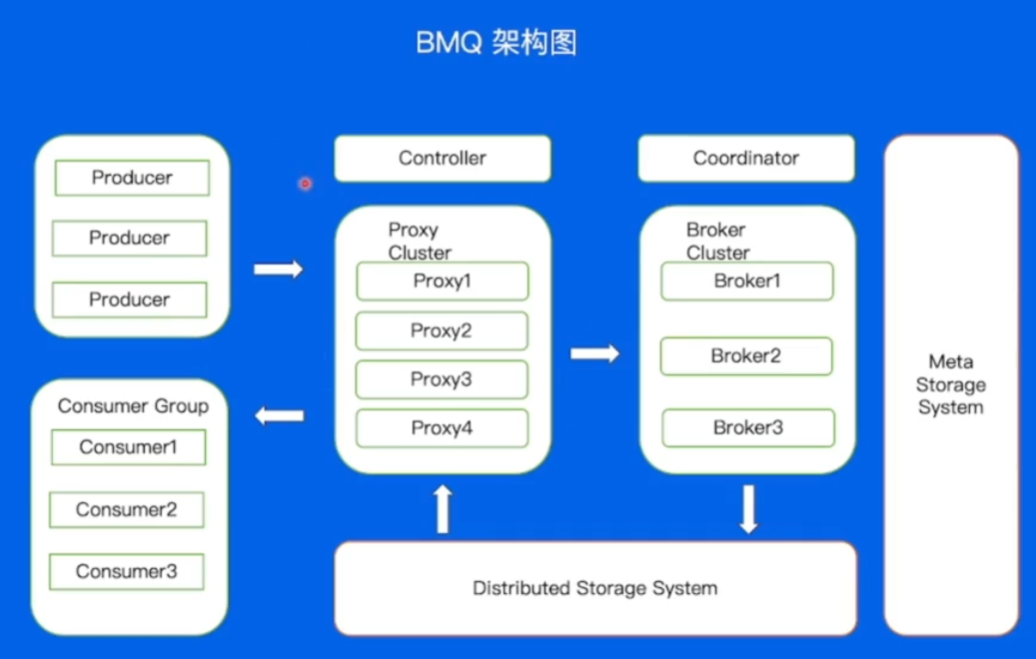 BMQ 架构图
Producer
Producer
Producer
Consumer Group
Consumer1
Consumer2
Consumer3
Controller
Proxy
Cluster
Proxy1
Proxy2
Proxy3
Proxy4
Coordinator
Broker
Cluster
Broker1
Broker2
Broker3
Distributed Storage System
Meta
Storage
System